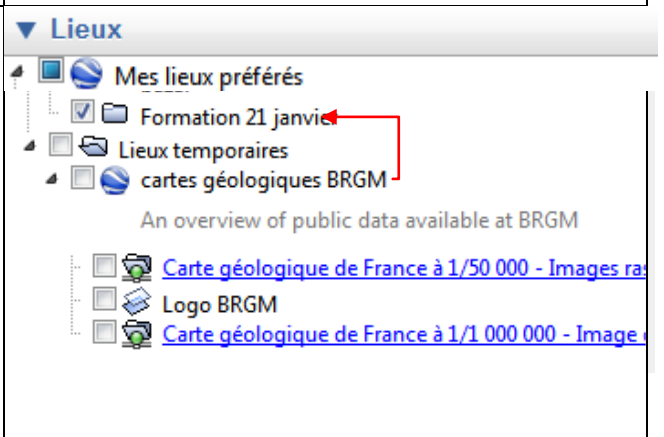 Lieux
Mes lieux préférés
Formation 21 janvier
Lieux temporaires
cartes géologiques BRGM
An overview of public data available at BRGM
Carte géologique de France à 1/50 000 - Images ras
Logo BRGM
Carte géologique de France à 1/1 000 000 - Image